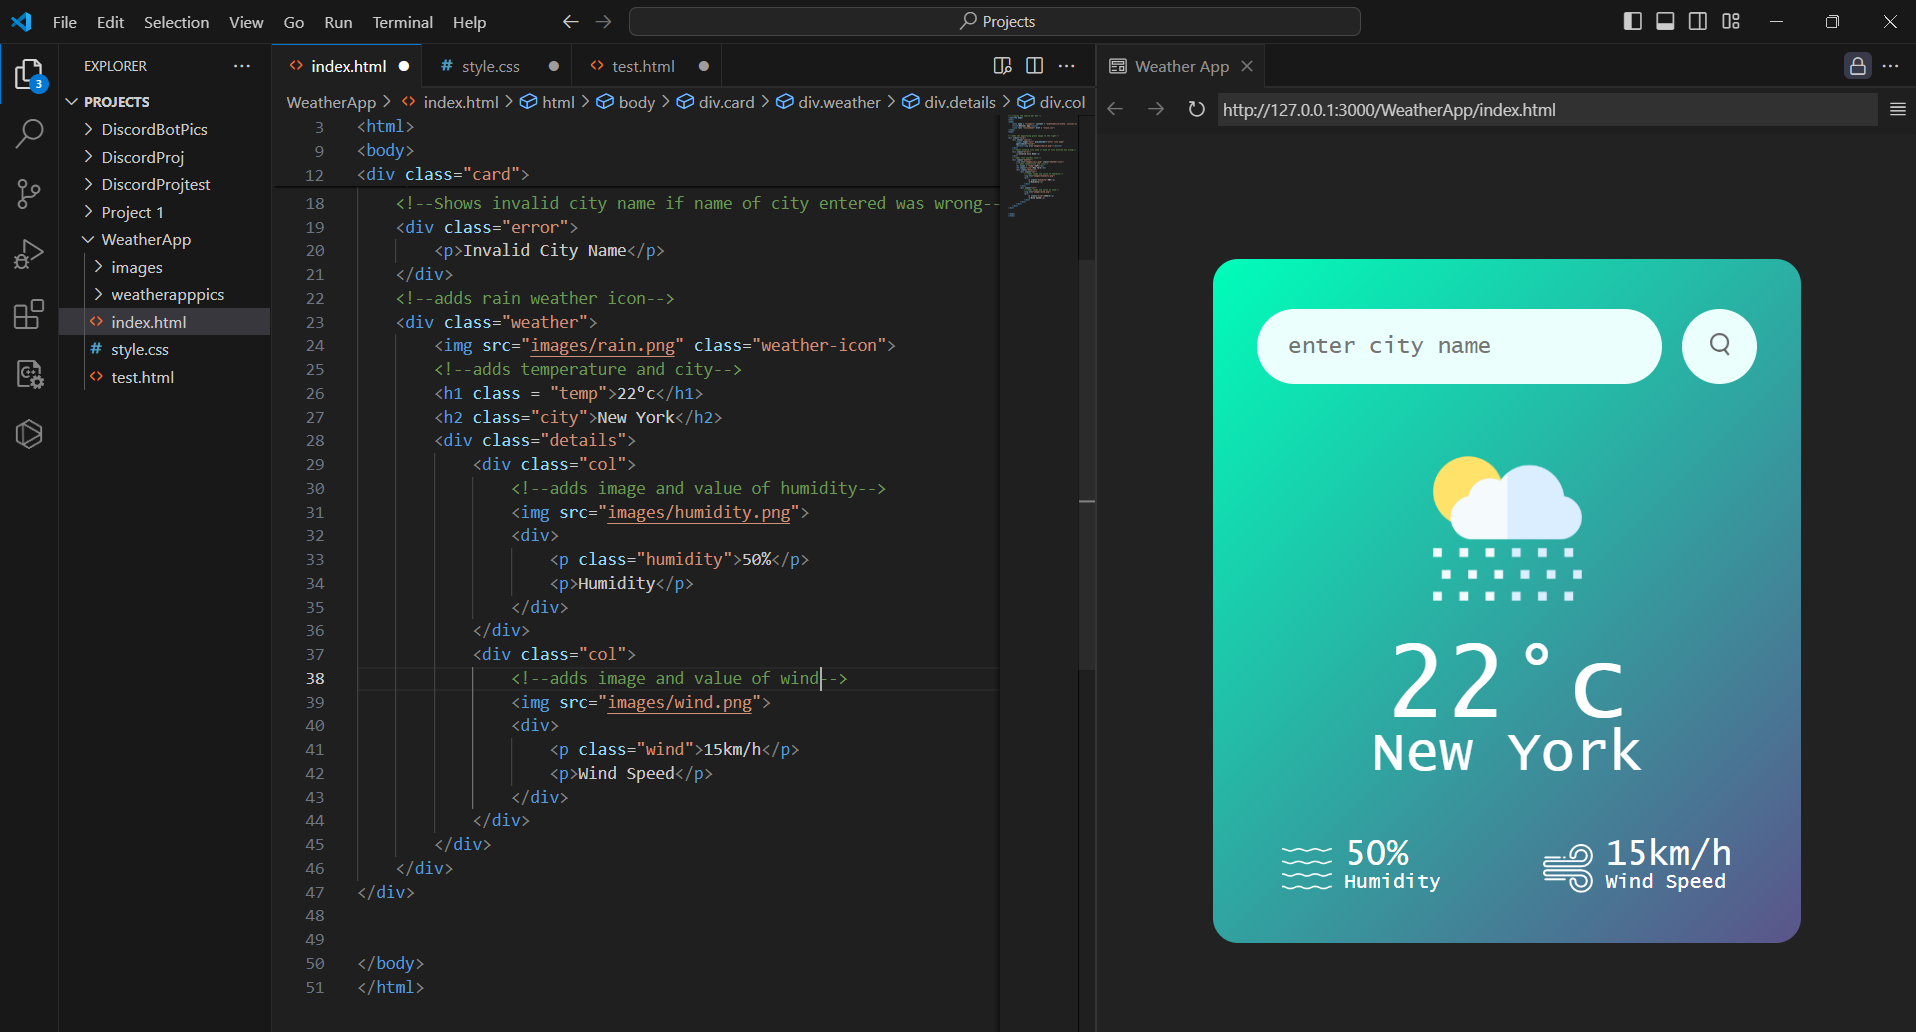 File Edit Selection View Go Run Terminal Help
Projects
EXPLORER
PROJECTS
DiscordBotPics
DiscordProj
DiscordProjtest
Project 1
WeatherApp
images
weatherapppics
index.html
style.css
test.html
3
index.html
style.css
test.html
WeatherApp > index.html > html > body > div.card > div.weather > div.details > div.col
3 <html>
9 <body>
12 <div class="card">
18 <!--Shows invalid city name if name of city entered was wrong--
19 <div class="error">
20 <p>Invalid City Name</p>
21 </div>
22 <!--adds rain weather icon-->
23 <div class="weather">
24 <img src="images/rain.png" class="weather-icon">
25 <!--adds temperature and city-->
26 <h1 class = "temp">22°c</h1>
27 <h2 class="city">New York</h2>
28 <div class="details">
29 <div class="col">
30 <!--adds image and value of humidity-->
31 <img src="images/humidity.png">
32 <div>
33 <p class="humidity">50%</p>
34 <p>Humidity</p>
35 </div>
36 </div>
37 <div class="col">
38 <!--adds image and value of wind-->
39 <img src="images/wind.png">
40 <div>
41 <p class="wind">15km/h</p>
42 <p>Wind Speed</p>
43 </div>
44 </div>
45 </div>
46 </div>
47 </div>
48
49
50 </body>
51 </html>
Weather App
http://127.0.0.1:3000/WeatherApp/index.html
enter city name
22°c
New York
50%
Humidity
15km/h
Wind Speed